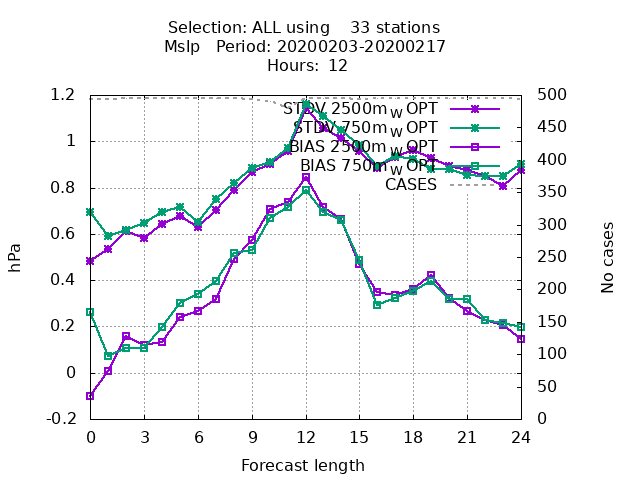 Selection: ALL using    33 stations
Mslp   Period: 20200203-20200217
Hours: 12
STDV 2500m W OPT
STDV 750m W OPT
BIAS 2500m W OPT
BIAS 750m W OPT
CASES
1.2
1
0.8
0.6
0.4
0.2
0
-0.2
hPa
500
450
400
350
300
250
200
150
100
50
0
No cases
0 3 6 9 12 15 18 21 24
Forecast length